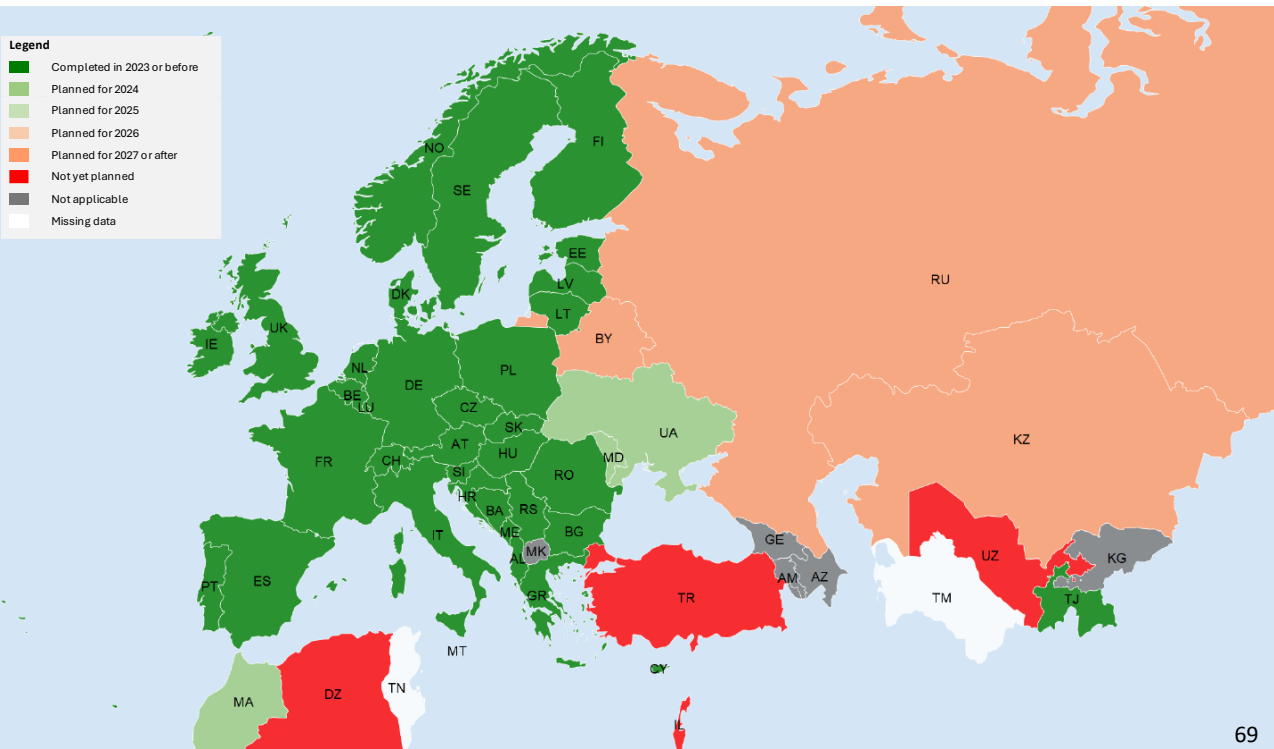 Legend
Completed in 2023 or before
Planned for 2024
Planned for 2025
Planned for 2026
Planned for 2027 or after
Not yet planned
Not applicable
Missing data
NO
FI
SE
EE
RU
LV
DK
LT
UK
BY
IE
NL
PL
DE
BE
LU
CZ
SK
UA
KZ
AT
HU
MD
FR
CH
SI
RO
HR
BA
RS
IT
ME
BG
GE
MK
AL
UZ
KG
AM
AZ
PT
ES
GR
TR
TM
TJ
MT
CY
TN
DZ
MA
IL
69